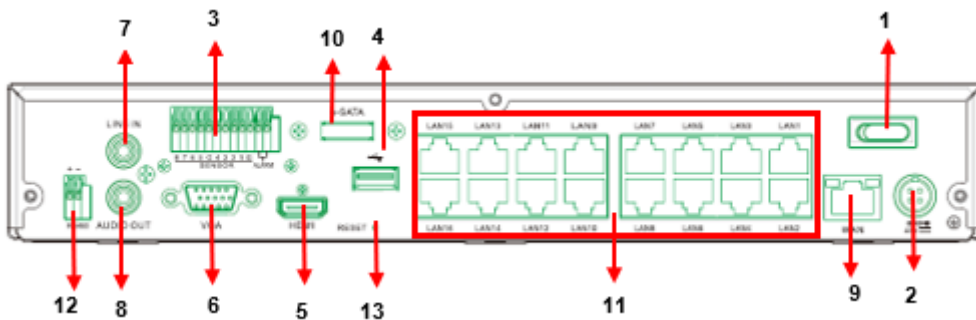 7
3
10
4
1
LINE IN
e-SATA
LAN15 LAN13 LAN11 LAN9 LAN7 LAN5 LAN3 LAN1
SENSOR
ALARM
+ -
AUDIO OUT
VGA
HDMI
RESET
LAN16 LAN14 LAN12 LAN10 LAN8 LAN6 LAN4 LAN2
WAN
12
8
6
5
13
11
9
2